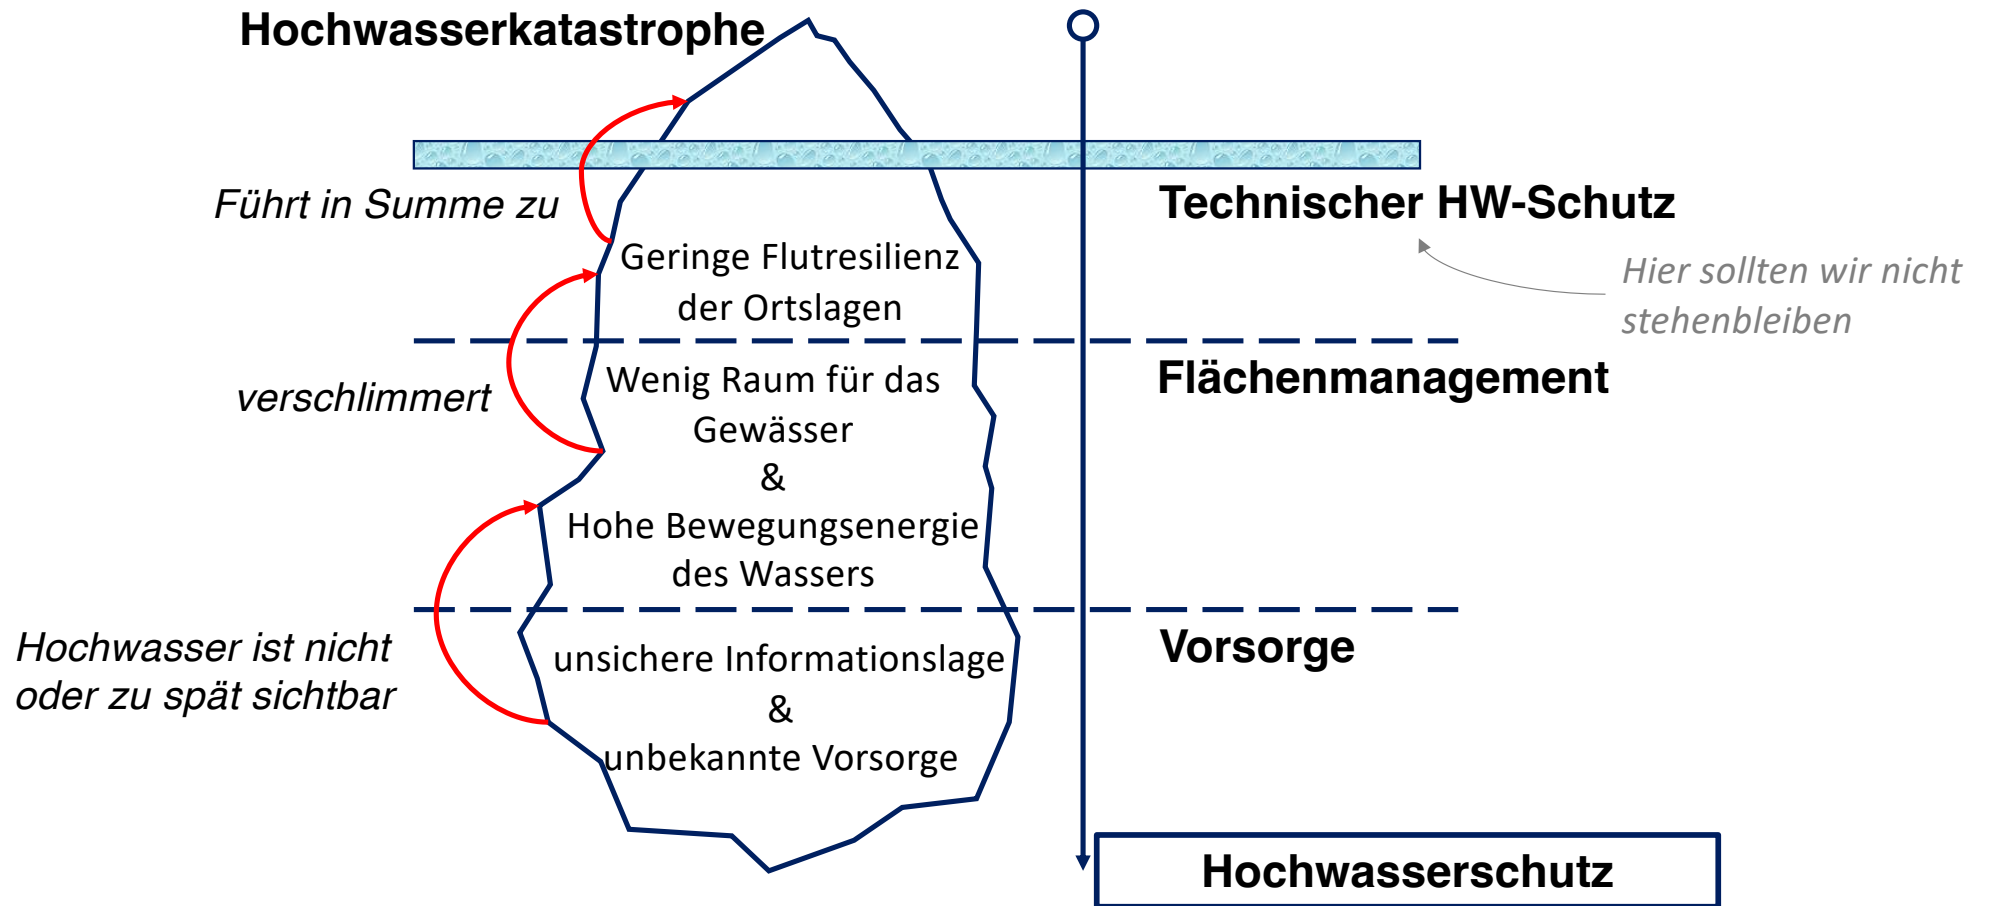 Hochwasserkatastrophe
Führt in Summe zu
Technischer HW-Schutz
Geringe Flutresilienz
der Ortslagen
Hier sollten wir nicht
stehenbleiben
verschlimmert
Wenig Raum für das
Gewässer
&
Hohe Bewegungsenergie
des Wassers
Flächenmanagement
Hochwasser ist nicht
oder zu spät sichtbar
unsichere Informationslage
&
unbekannte Vorsorge
Vorsorge
Hochwasserschutz